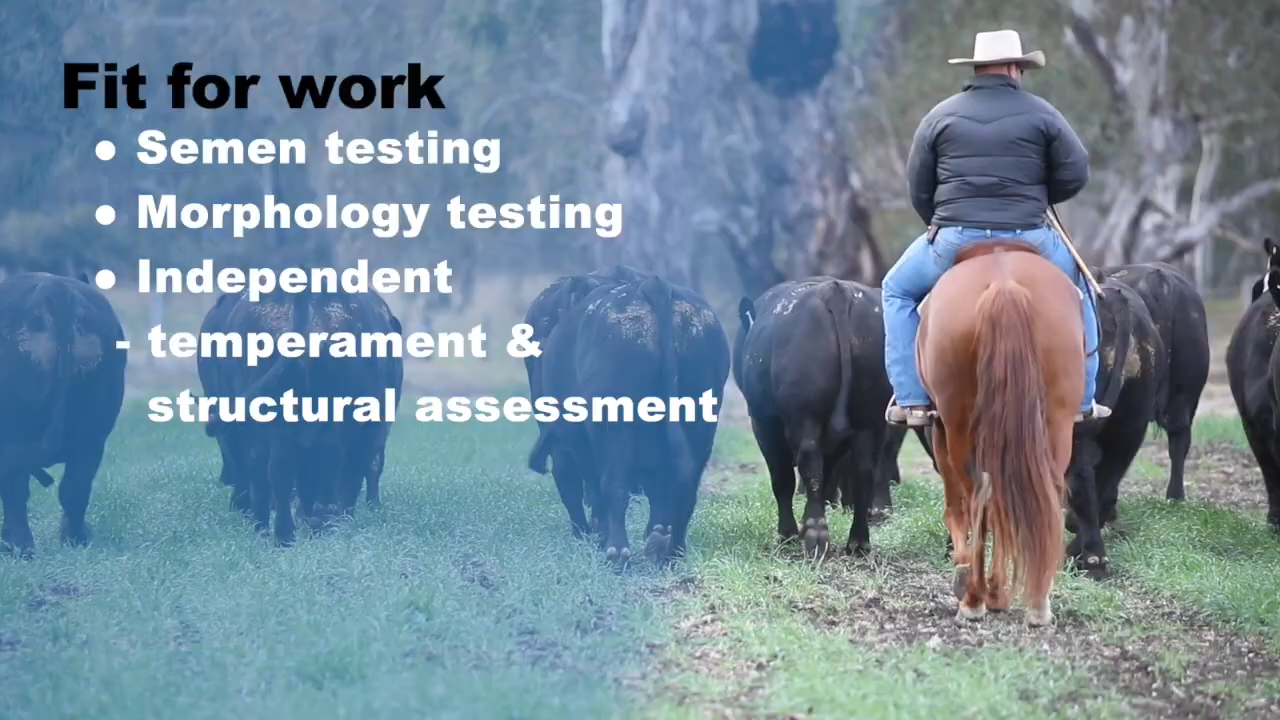 Fit for work
● Semen testing
● Morphology testing
● Independent
- temperament &
structural assessment